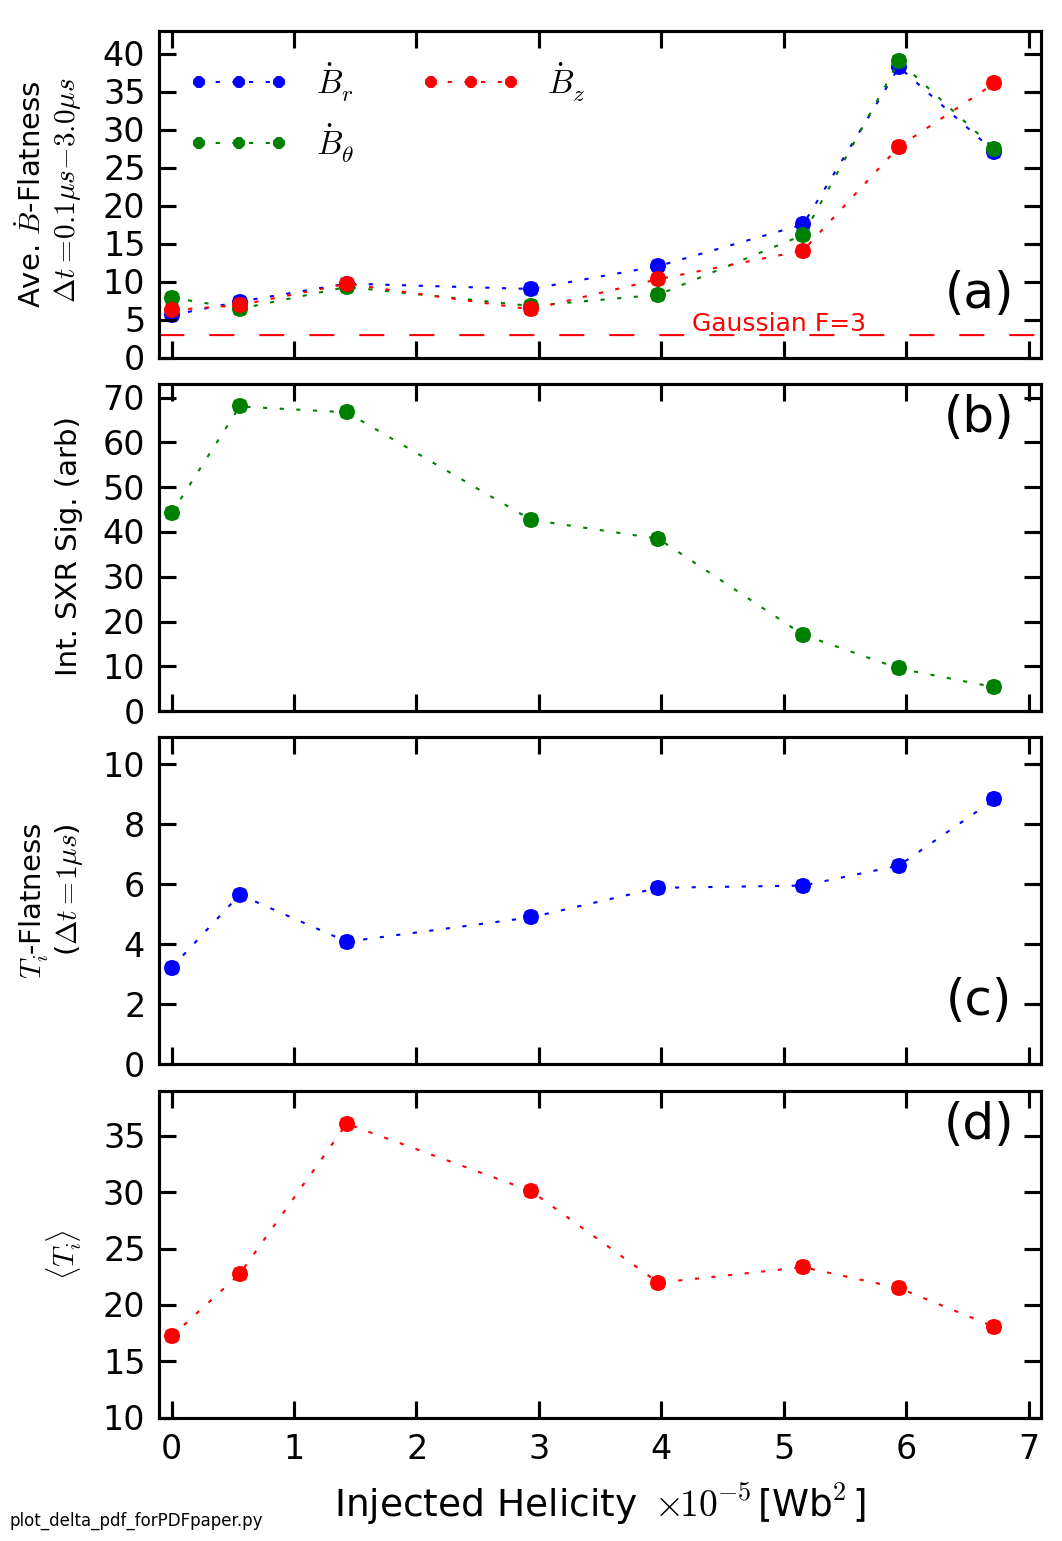 Ave. Ḃ-Flatness
Δt=0.1μs−3.0μs
40
35
30
25
20
15
10
5
0
Ḃr
Ḃz
Ḃθ
Gaussian F=3
(a)
Int. SXR Sig. (arb)
70
60
50
40
30
20
10
0
(b)
Ti-Flatness
(Δt=1μs)
10
8
6
4
2
0
(c)
⟨Ti⟩
35
30
25
20
15
10
(d)
0 1 2 3 4 5 6 7
Injected Helicity ×10⁻⁵[Wb²]
plot_delta_pdf_forPDFpaper.py